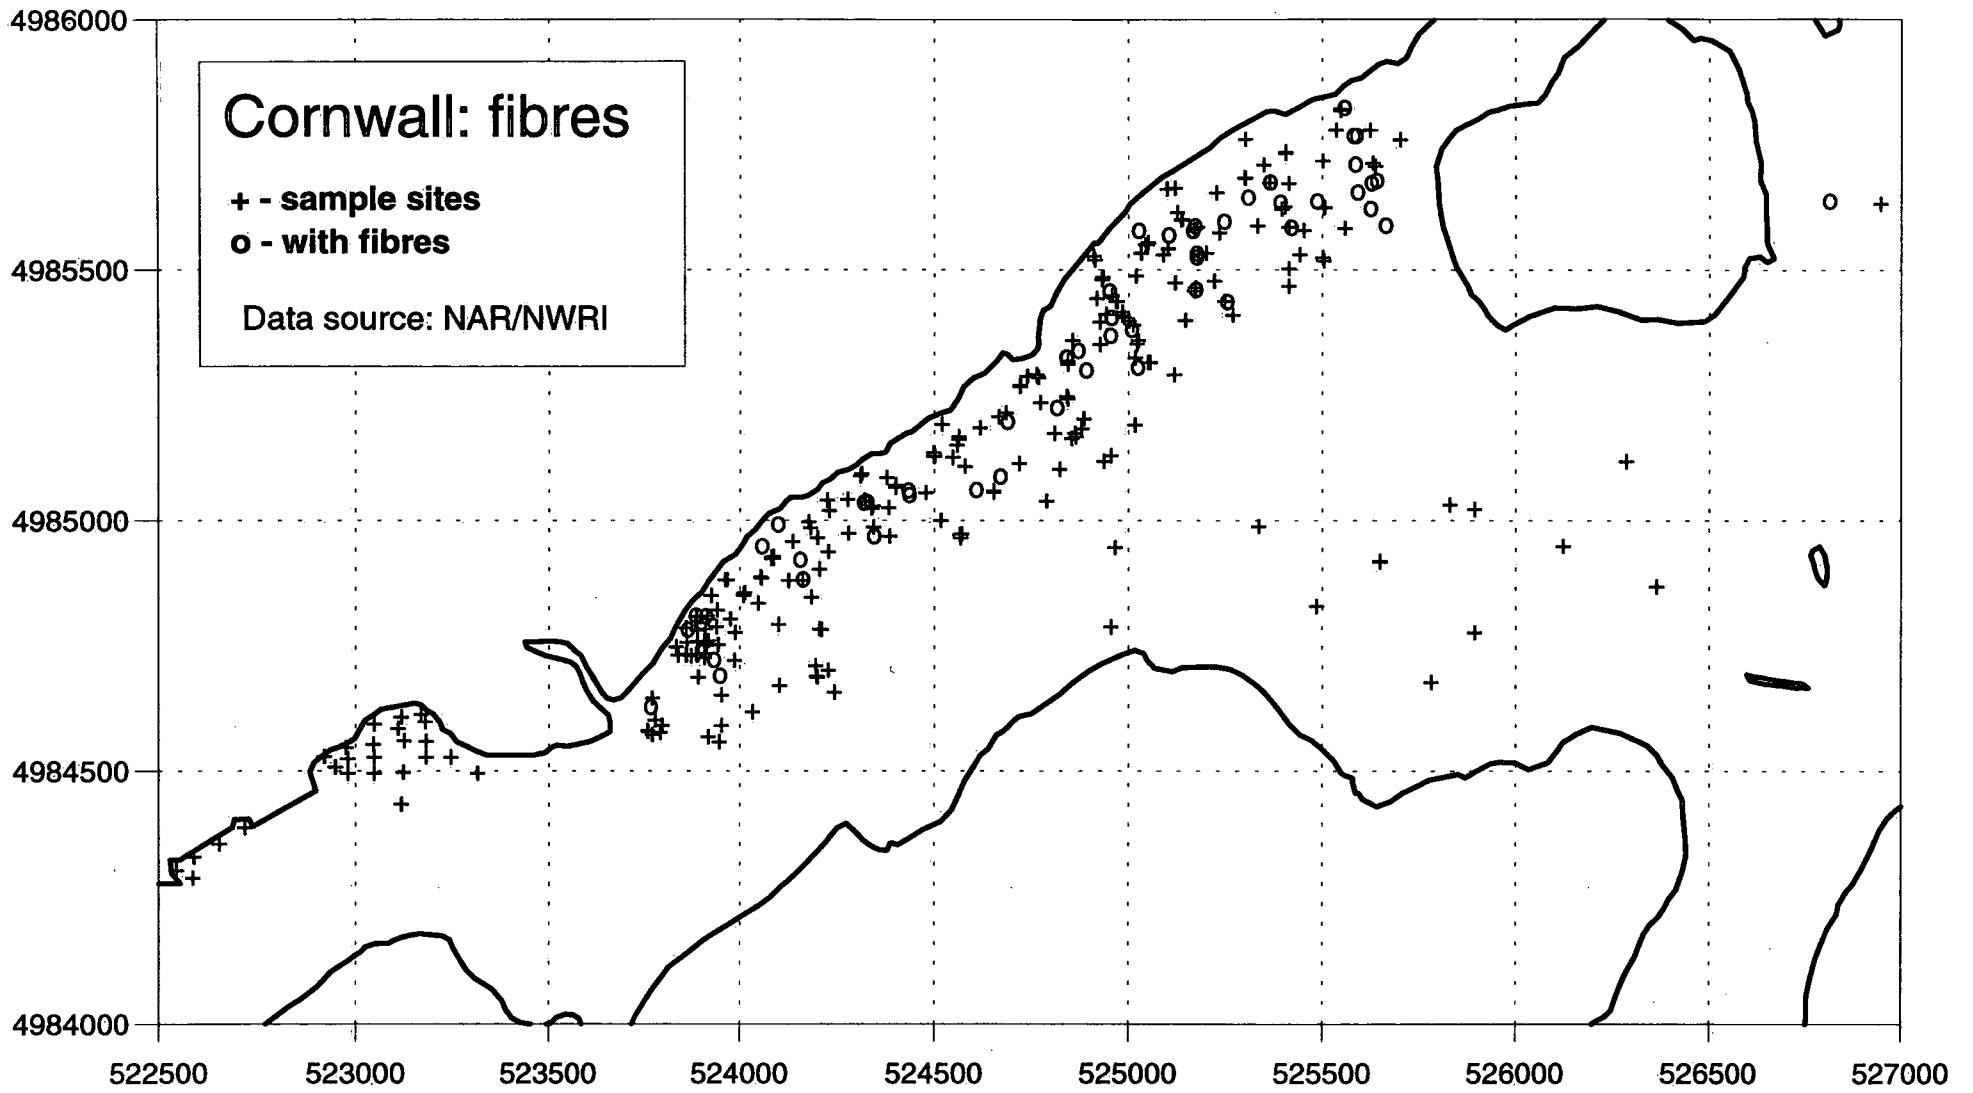 4986000
Cornwall: fibres
+ - sample sites
o - with fibres
Data source: NAR/NWRI
4985500
4985000
4984500
4984000
522500 523000 523500 524000 524500 525000 525500 526000 526500 527000